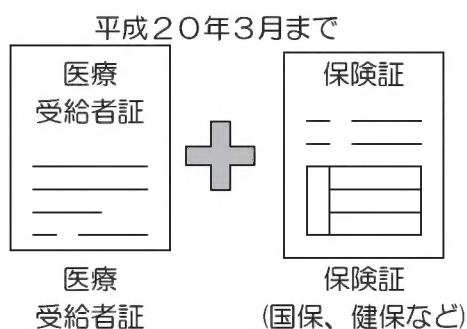 平成２０年３月まで
医療
受給者証
保険証
医療
受給者証
保険証
(国保、健保など)